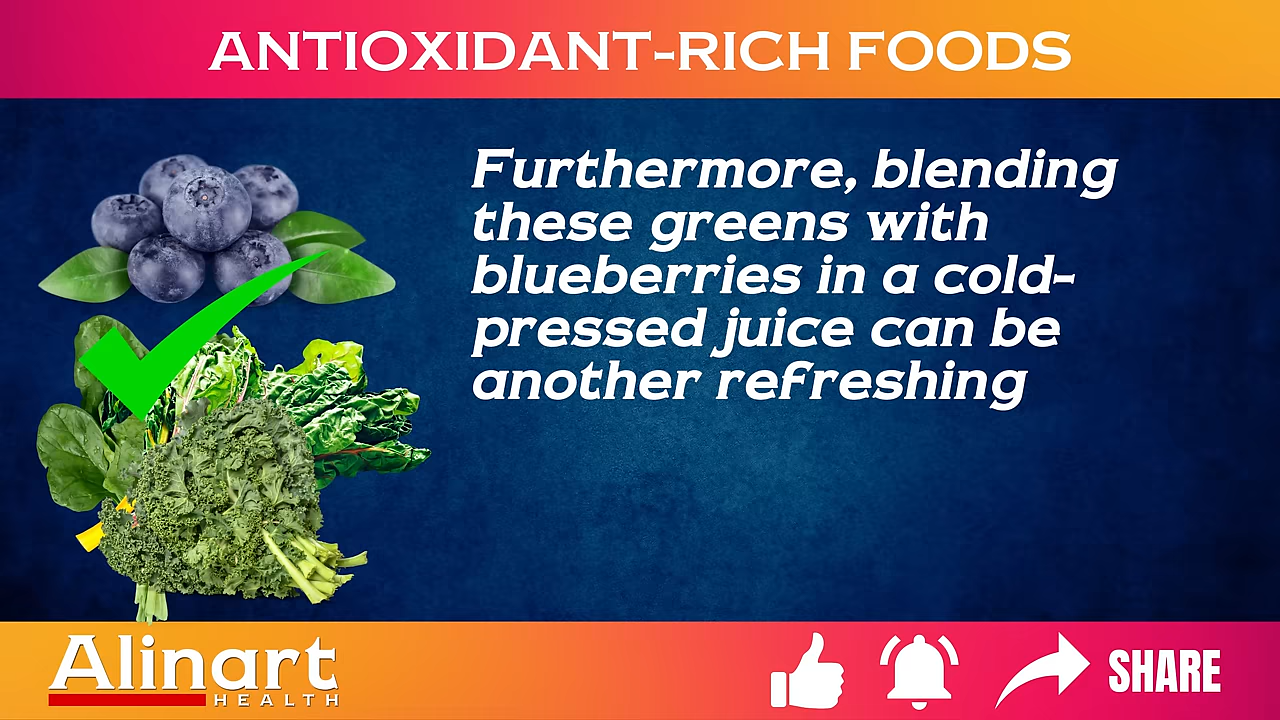 ANTIOXIDANT-RICH FOODS
Furthermore, blending
these greens with
blueberries in a cold-
pressed juice can be
another refreshing
Alinart
HEALTH
SHARE